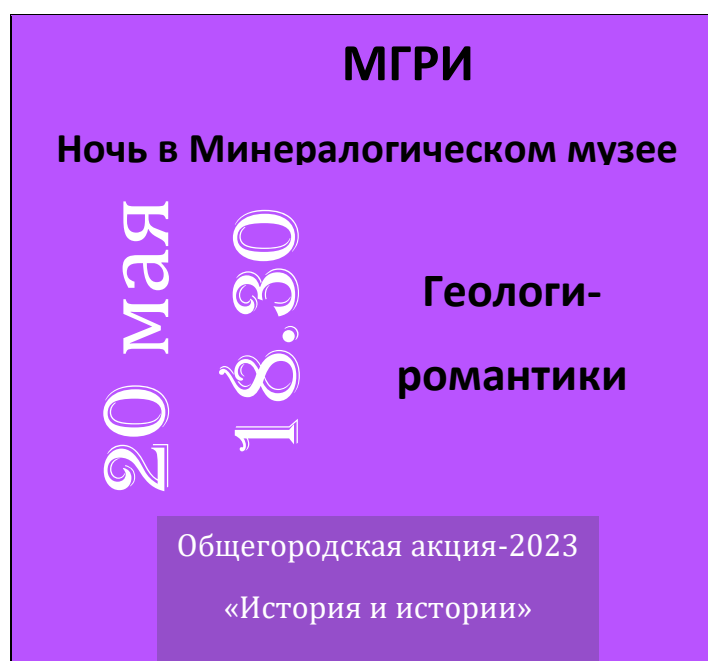 МГРИ
Ночь в Минералогическом музее
20 мая
18.30
Геологи-
романтики
Общегородская акция-2023
«История и истории»